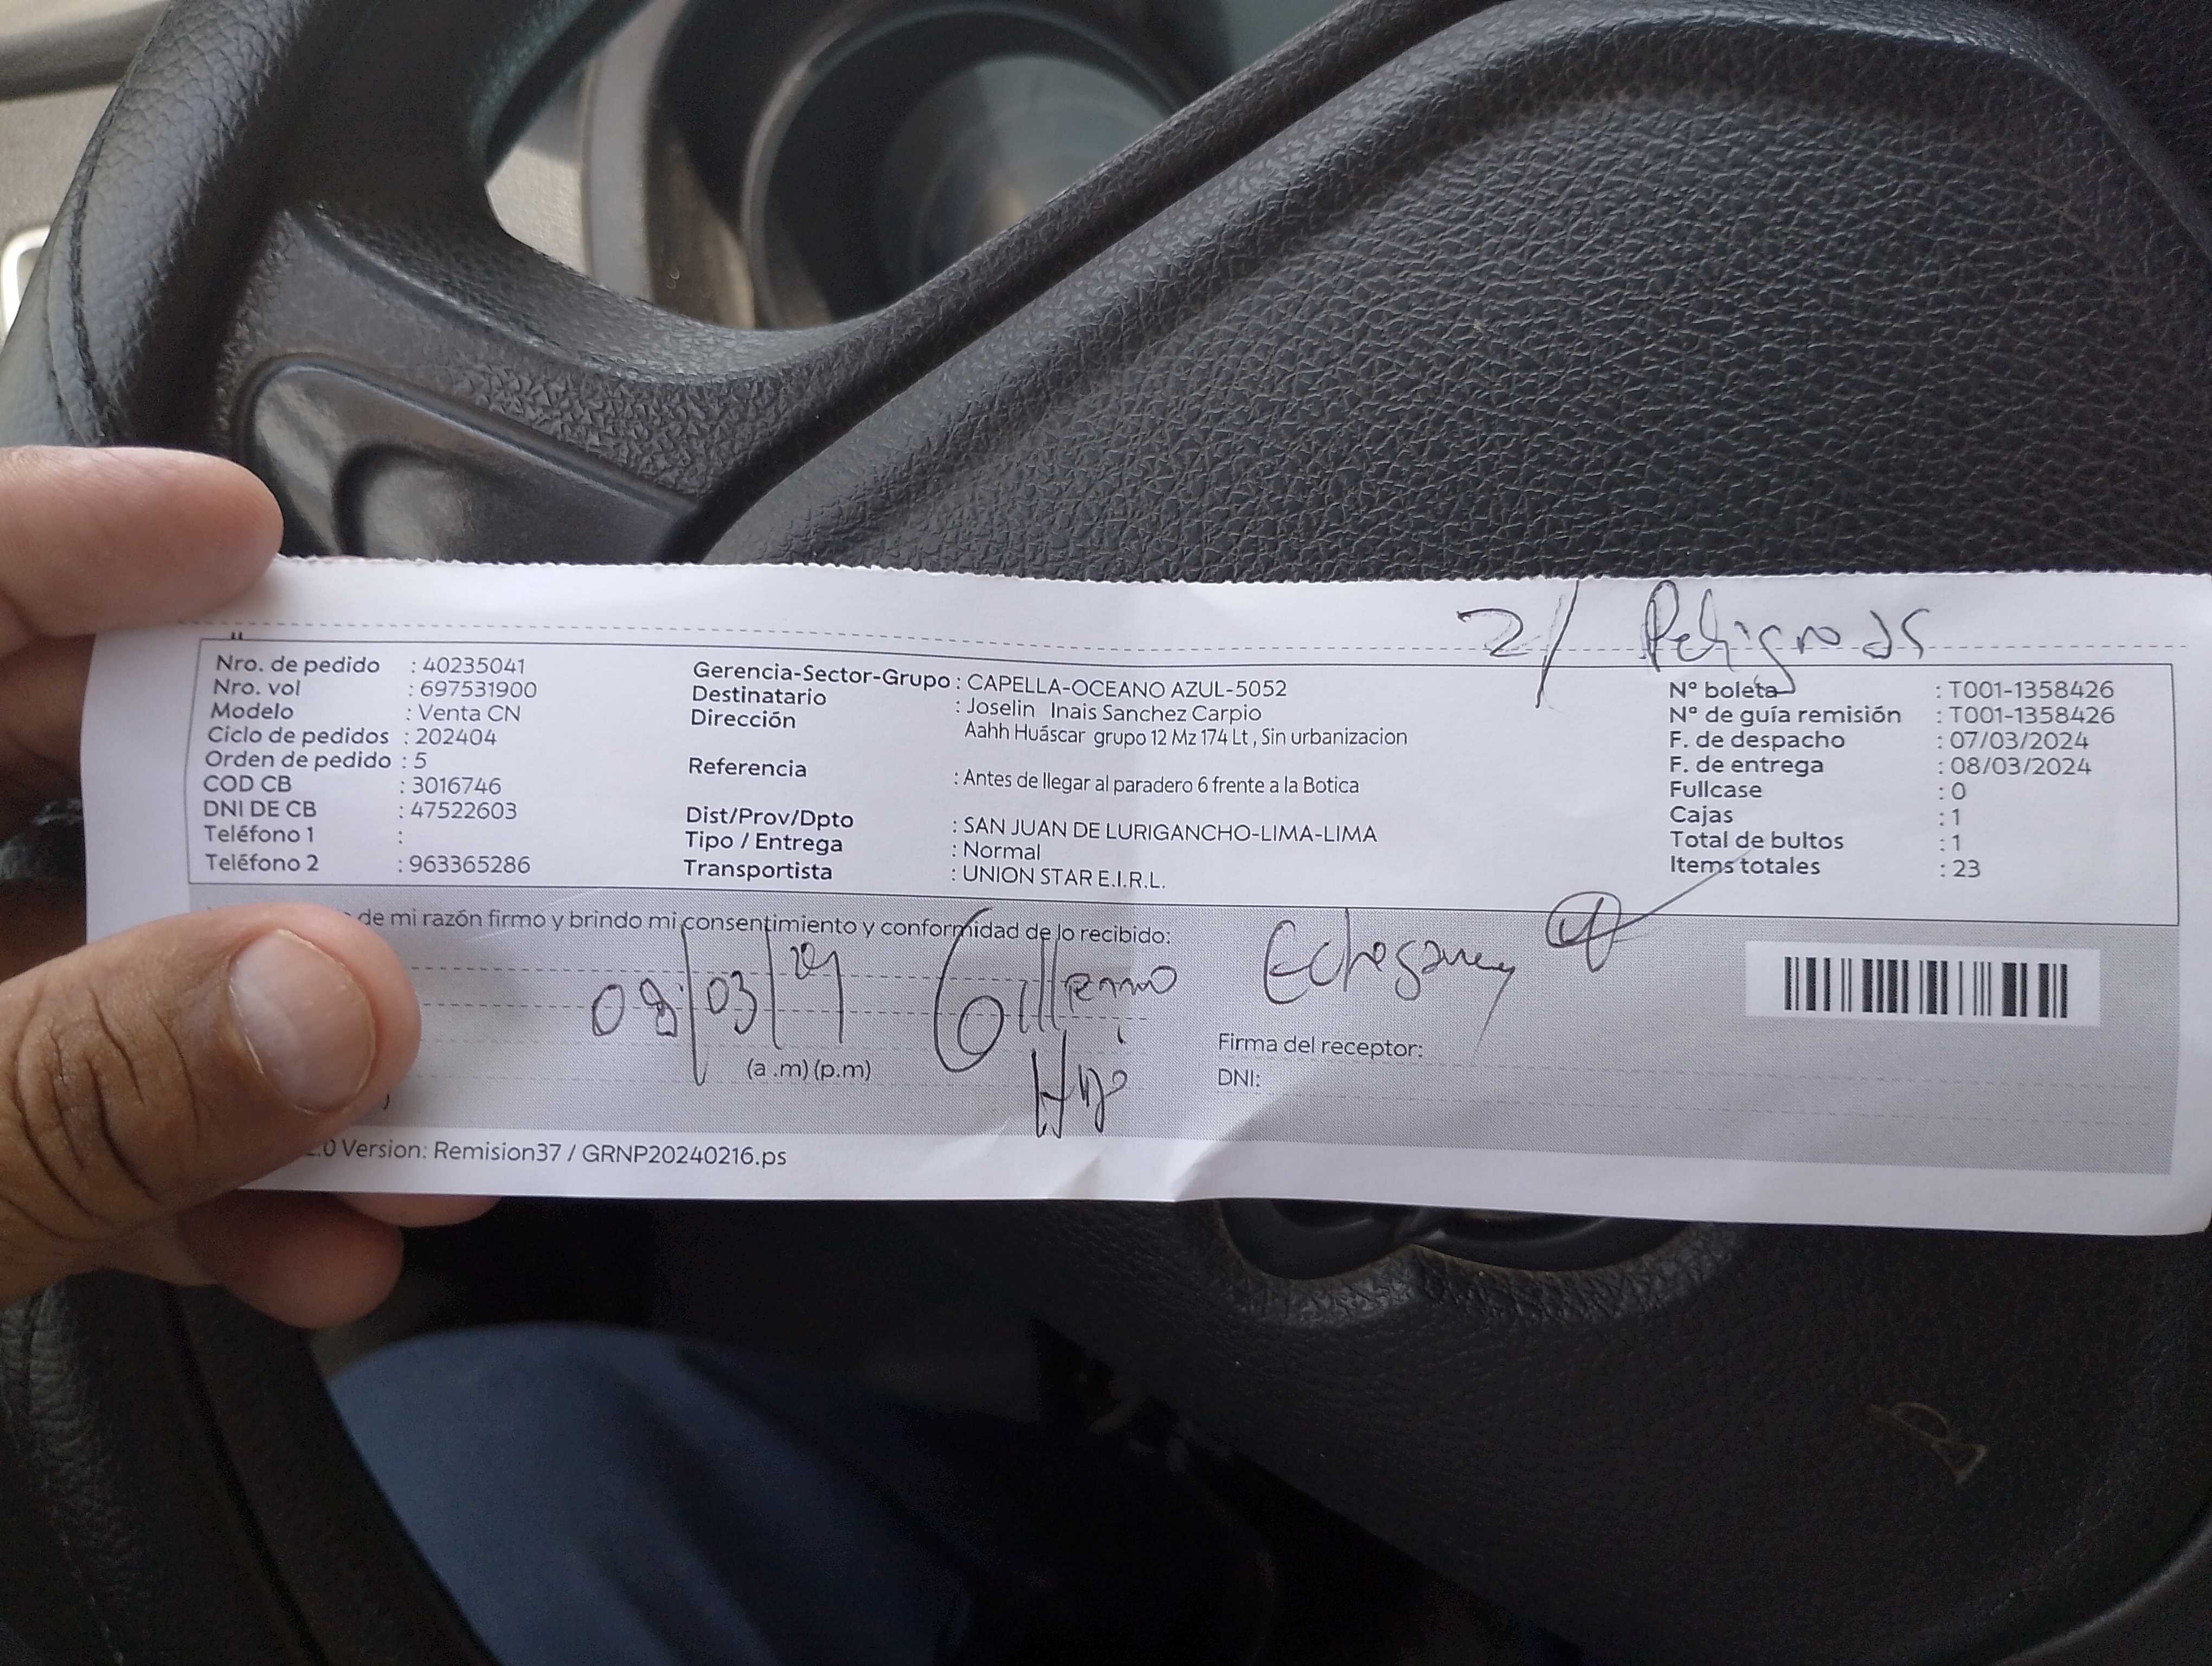 2/ Peligrosas
Nro. de pedido : 40235041
Nro. vol : 697531900
Modelo : Venta CN
Ciclo de pedidos : 202404
Orden de pedido : 5
COD CB : 3016746
DNI DE CB : 47522603
Teléfono 1 :
Teléfono 2 : 963365286
Gerencia-Sector-Grupo : CAPELLA-OCEANO AZUL-5052
Destinatario : Joselin Inais Sanchez Carpio
Dirección Aahh Huáscar grupo 12 Mz 174 Lt , Sin urbanizacion
Referencia : Antes de llegar al paradero 6 frente a la Botica
Dist/Prov/Dpto : SAN JUAN DE LURIGANCHO-LIMA-LIMA
Tipo / Entrega : Normal
Transportista : UNION STAR E.I.R.L.
N° boleta : T001-1358426
N° de guía remisión : T001-1358426
F. de despacho : 07/03/2024
F. de entrega : 08/03/2024
Fullcase : 0
Cajas : 1
Total de bultos : 1
Items totales : 23
de mi razón firmo y brindo mi consentimiento y conformidad de lo recibido:
08/03/24 Echegaray
Hijo
(a .m) (p.m)
Firma del receptor:
DNI:
.0 Version: Remision37 / GRNP20240216.ps